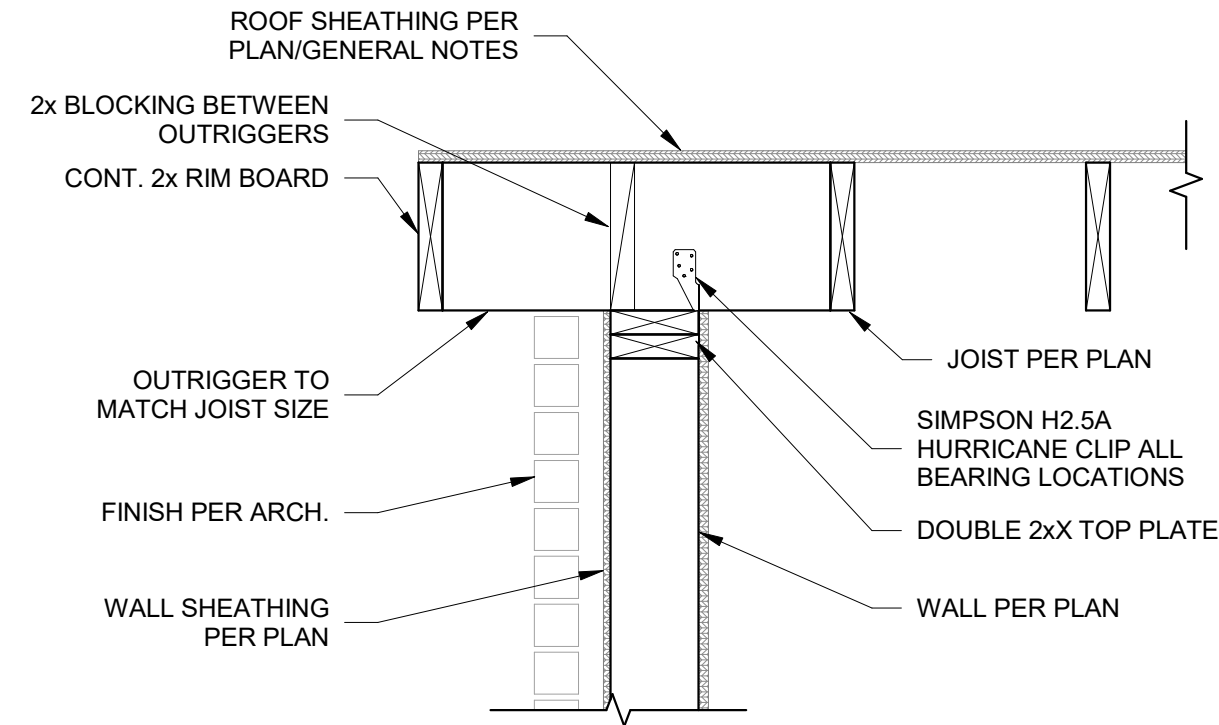 ROOF SHEATHING PER
PLAN/GENERAL NOTES
2x BLOCKING BETWEEN
OUTRIGGERS
CONT. 2x RIM BOARD
OUTRIGGER TO
MATCH JOIST SIZE
FINISH PER ARCH.
WALL SHEATHING
PER PLAN
JOIST PER PLAN
SIMPSON H2.5A
HURRICANE CLIP ALL
BEARING LOCATIONS
DOUBLE 2xX TOP PLATE
WALL PER PLAN